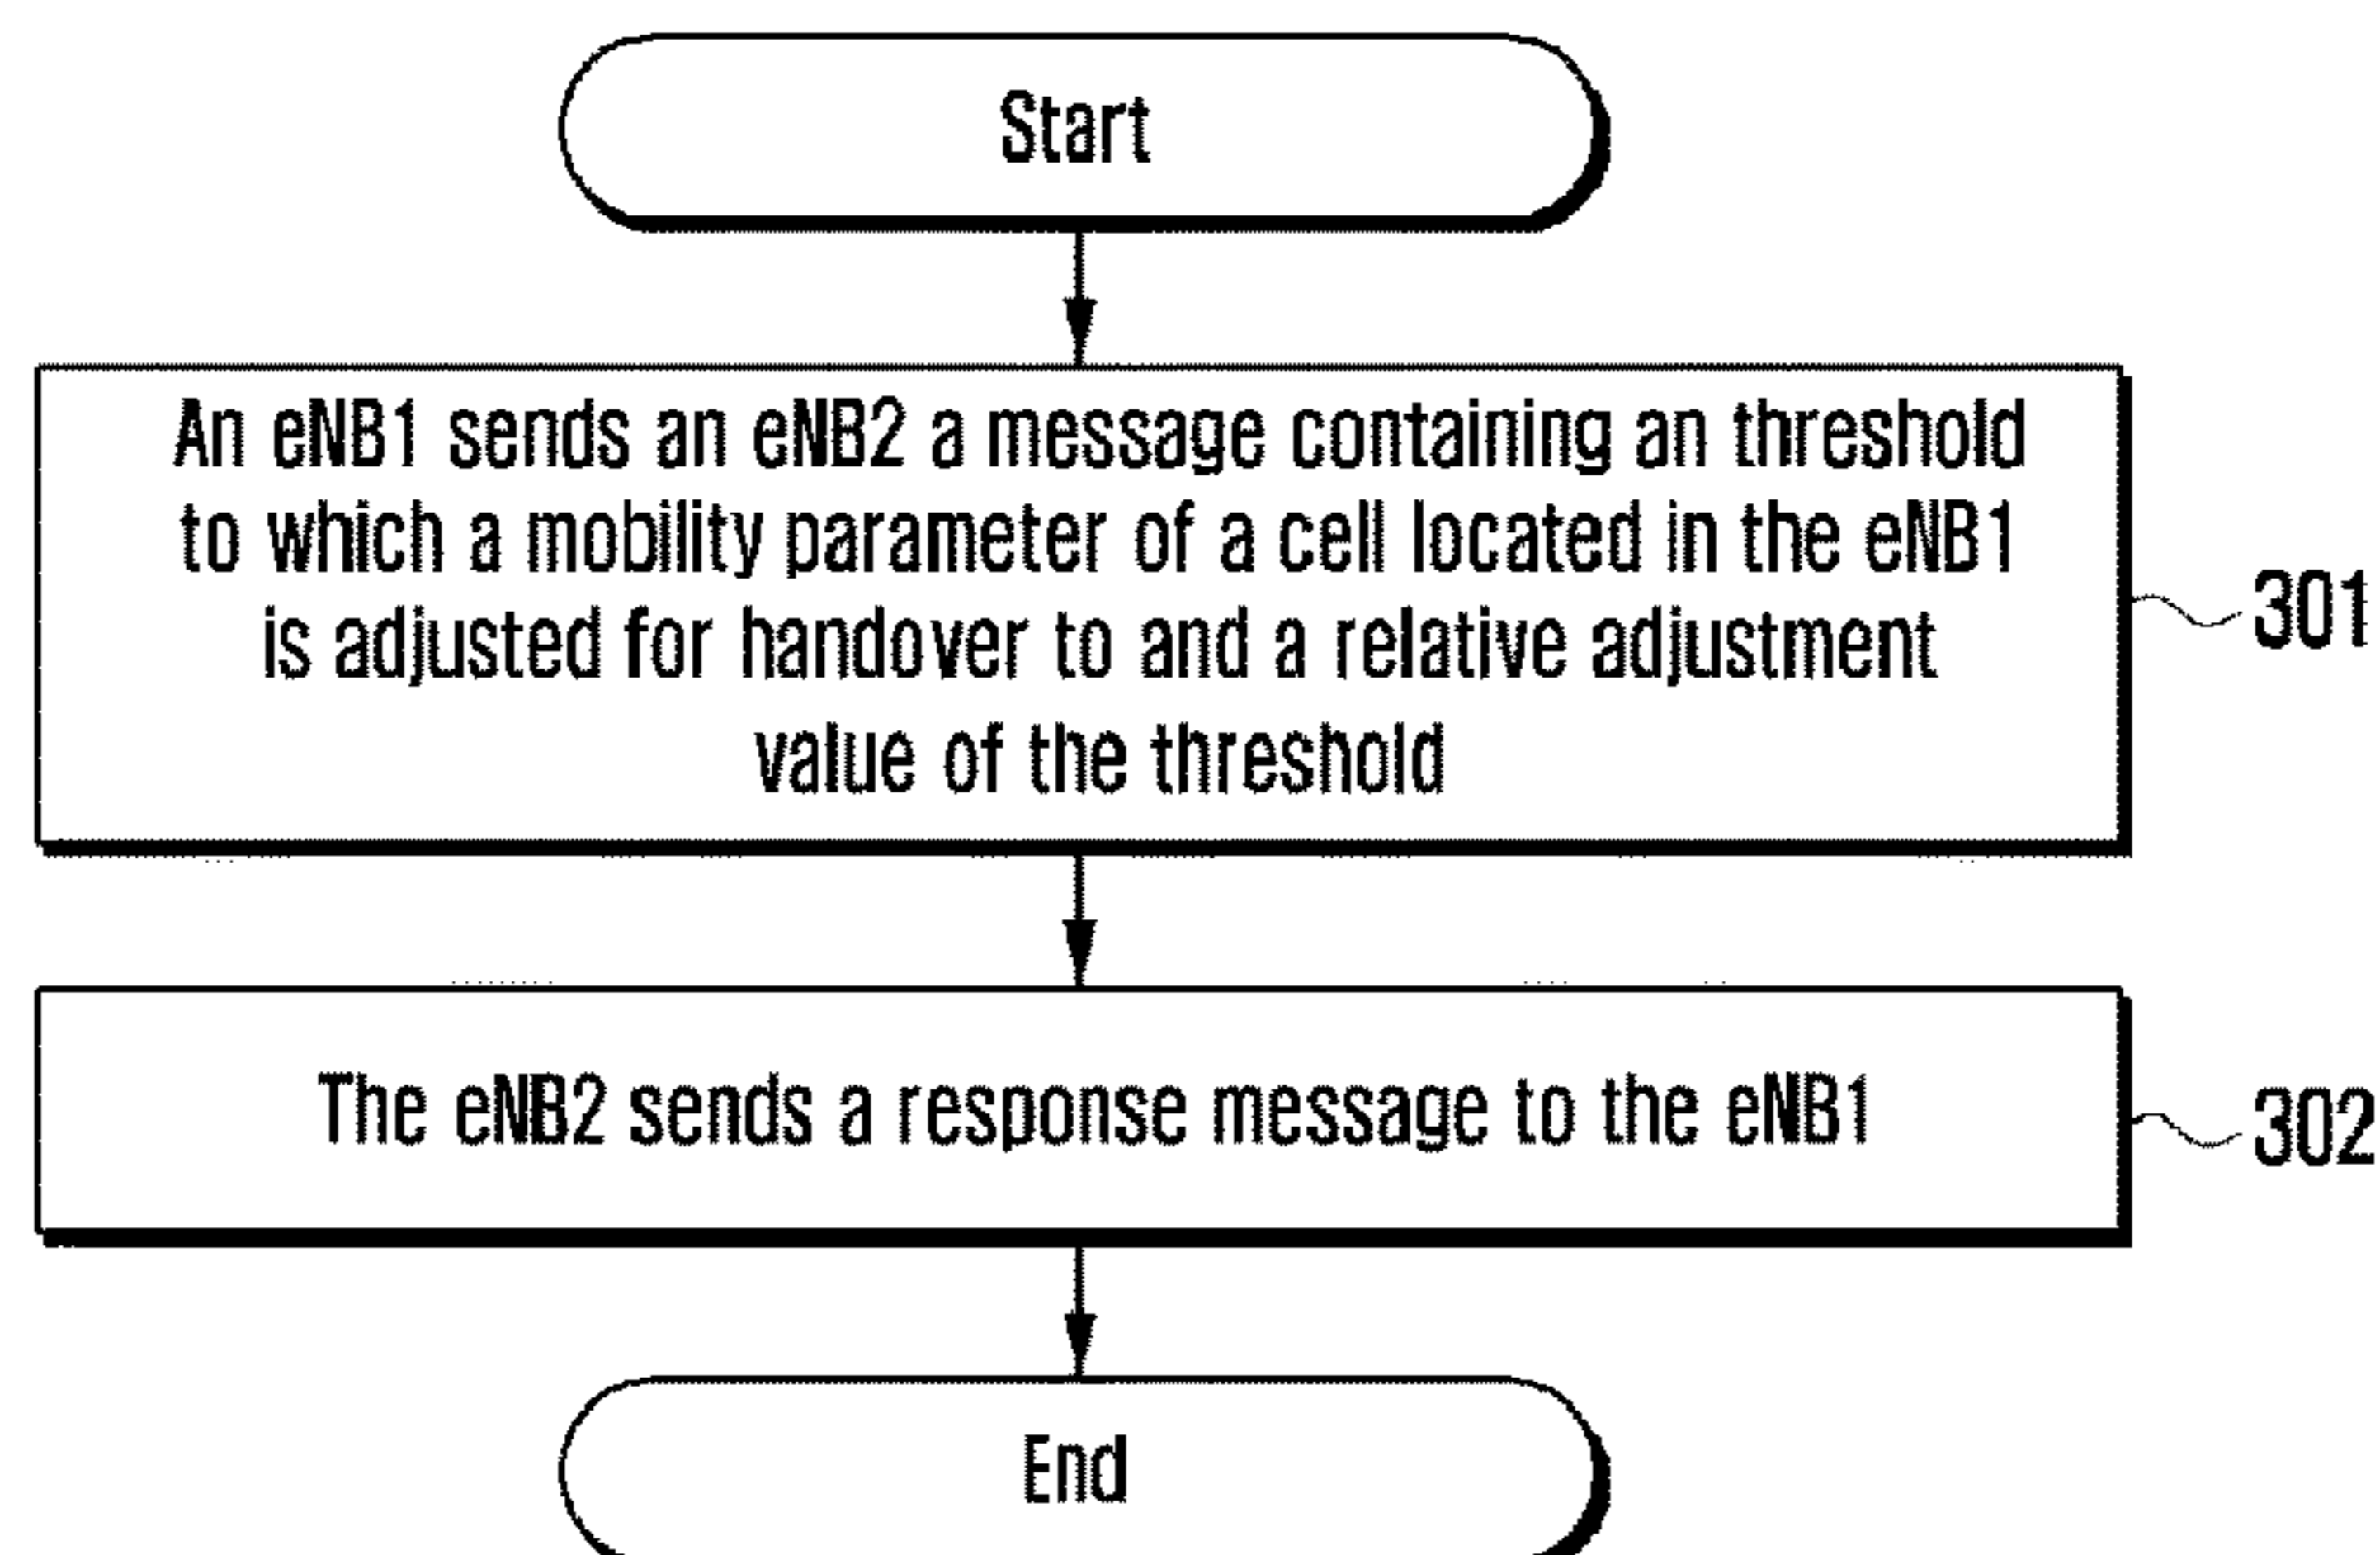 Start
An eNB1 sends an eNB2 a message containing an threshold
to which a mobility parameter of a cell located in the eNB1
is adjusted for handover to and a relative adjustment
value of the threshold
301
The eNB2 sends a response message to the eNB1
302
End